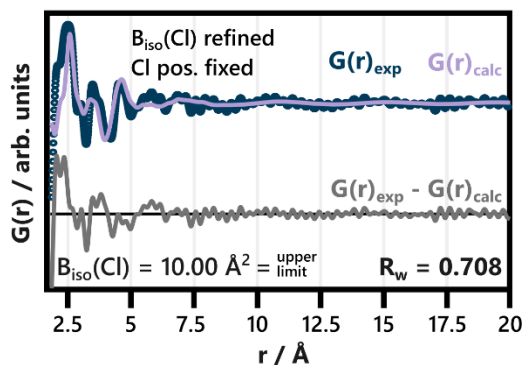 B_iso(Cl) refined
Cl pos. fixed
G(r)_exp G(r)_calc
G(r) / arb. units
G(r)_exp - G(r)_calc
B_iso(Cl) = 10.00 Å² = upper limit
R_w = 0.708
2.5 5 7.5 10 12.5 15 17.5 20
r / Å